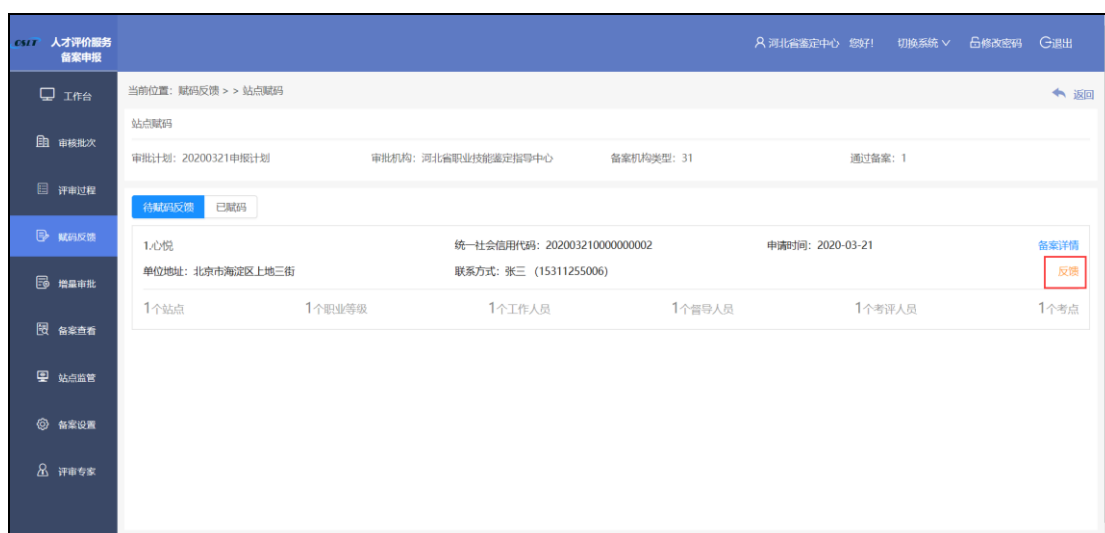 CSLT 人才评价服务
备案申报
河北省鉴定中心 您好! 切换系统 修改密码 退出
工作台
审核批次
评审过程
赋码反馈
增量审批
备案查看
站点监管
备案设置
评审专家
当前位置：赋码反馈 > > 站点赋码 返回
站点赋码
审批计划：20200321申报计划 审批机构：河北省职业技能鉴定指导中心 备案机构类型：31 通过备案：1
待赋码反馈 已赋码
1.心悦 统一社会信用代码：202003210000000002 申请时间：2020-03-21 备案详情
单位地址：北京市海淀区上地三街 联系方式：张三 (15311255006) 反馈
1个站点 1个职业等级 1个工作人员 1个督导人员 1个考评人员 1个考点